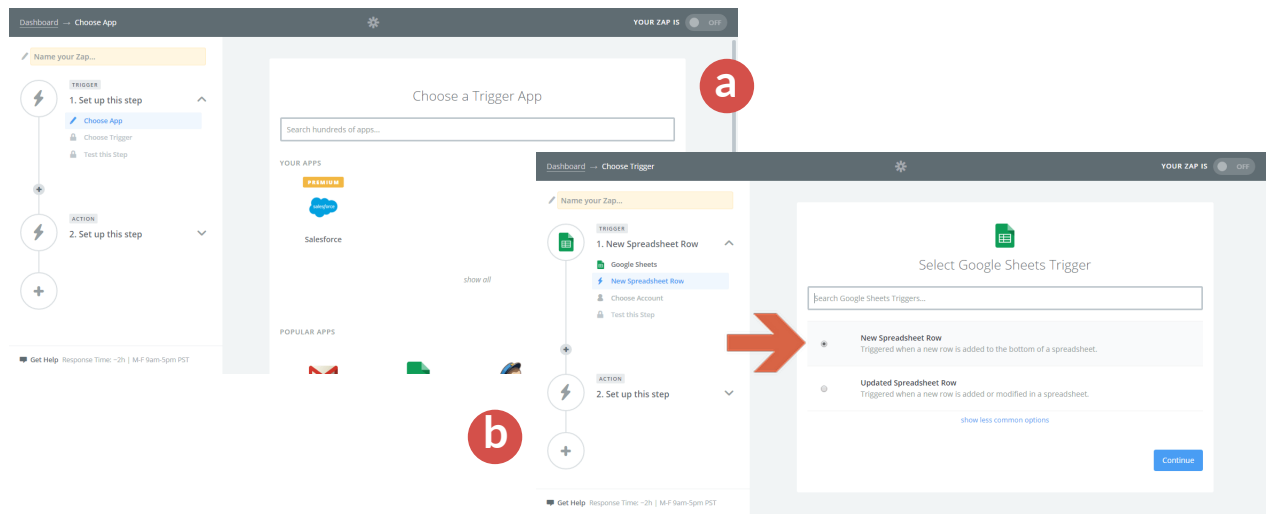 Dashboard → Choose App
YOUR ZAP IS OFF
Name your Zap...
TRIGGER
1. Set up this step
Choose App
Choose Trigger
Test this Step
ACTION
2. Set up this step
Get Help Response Time: ~2h | M-F 9am-5pm PST
Choose a Trigger App
Search hundreds of apps...
YOUR APPS
PREMIUM
salesforce
Salesforce
show all
POPULAR APPS
a
b
Dashboard → Choose Trigger
YOUR ZAP IS OFF
Name your Zap...
TRIGGER
1. New Spreadsheet Row
Google Sheets
New Spreadsheet Row
Choose Account
Test this Step
ACTION
2. Set up this step
Get Help Response Time: ~2h | M-F 9am-5pm PST
Select Google Sheets Trigger
Search Google Sheets Triggers...
New Spreadsheet Row
Triggered when a new row is added to the bottom of a spreadsheet.
Updated Spreadsheet Row
Triggered when a new row is added or modified in a spreadsheet.
show less common options
Continue